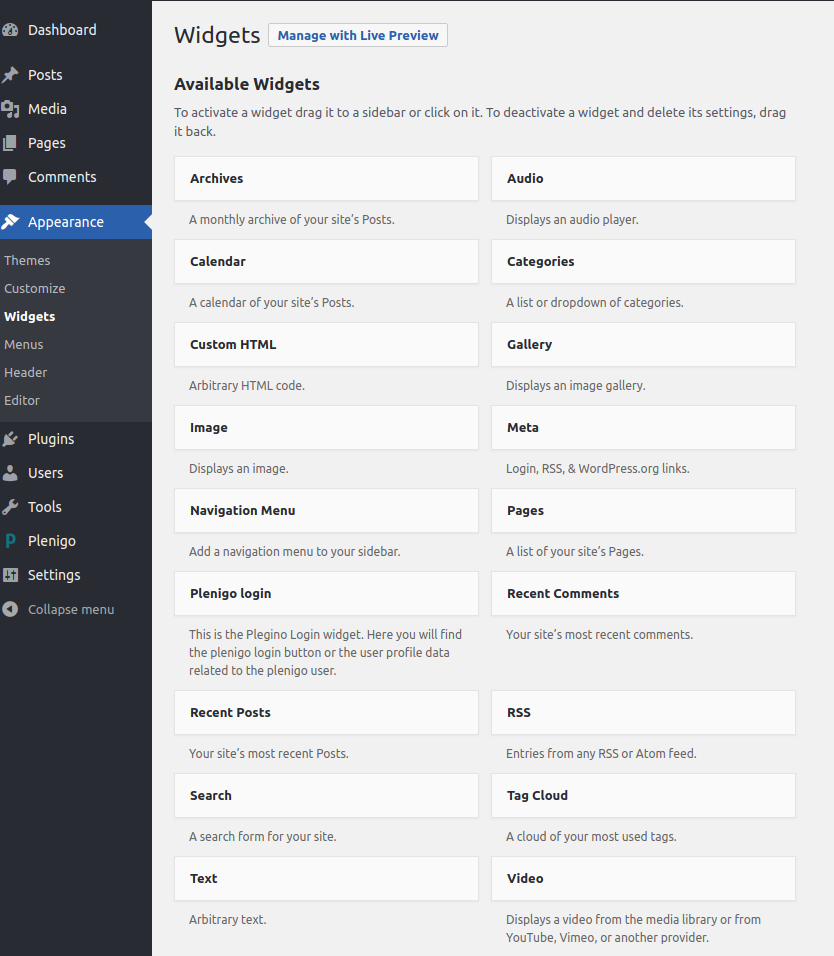 Dashboard
Posts
Media
Pages
Comments
Appearance
Themes
Customize
Widgets
Menus
Header
Editor
Plugins
Users
Tools
Plenigo
Settings
Collapse menu
Widgets
Manage with Live Preview
Available Widgets
To activate a widget drag it to a sidebar or click on it. To deactivate a widget and delete its settings, drag
it back.
Archives
A monthly archive of your site's Posts.
Audio
Displays an audio player.
Calendar
A calendar of your site's Posts.
Categories
A list or dropdown of categories.
Custom HTML
Arbitrary HTML code.
Gallery
Displays an image gallery.
Image
Displays an image.
Meta
Login, RSS, & WordPress.org links.
Navigation Menu
Add a navigation menu to your sidebar.
Pages
A list of your site's Pages.
Plenigo login
This is the Plegino Login widget. Here you will find
the plenigo login button or the user profile data
related to the plenigo user.
Recent Comments
Your site's most recent comments.
Recent Posts
Your site's most recent Posts.
RSS
Entries from any RSS or Atom feed.
Search
A search form for your site.
Tag Cloud
A cloud of your most used tags.
Text
Arbitrary text.
Video
Displays a video from the media library or from
YouTube, Vimeo, or another provider.